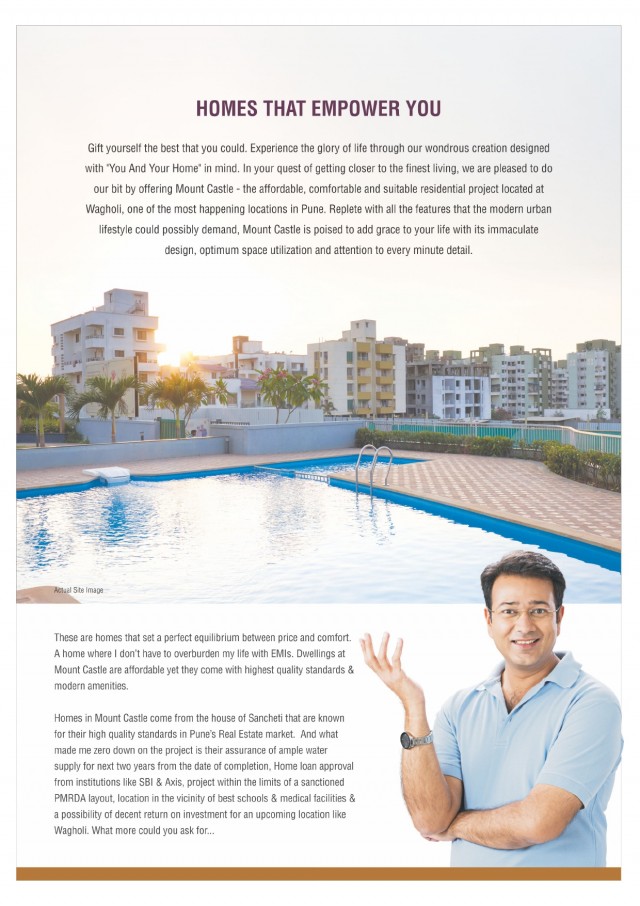 HOMES THAT EMPOWER YOU
Gift yourself the best that you could. Experience the glory of life through our wondrous creation designed
with "You And Your Home" in mind. In your quest of getting closer to the finest living, we are pleased to do
our bit by offering Mount Castle - the affordable, comfortable and suitable residential project located at
Wagholi, one of the most happening locations in Pune. Replete with all the features that the modern urban
lifestyle could possibly demand, Mount Castle is poised to add grace to your life with its immaculate
design, optimum space utilization and attention to every minute detail.
Actual Site Image
These are homes that set a perfect equilibrium between price and comfort.
A home where I don't have to overburden my life with EMIs. Dwellings at
Mount Castle are affordable yet they come with highest quality standards &
modern amenities.
Homes in Mount Castle come from the house of Sancheti that are known
for their high quality standards in Pune's Real Estate market. And what
made me zero down on the project is their assurance of ample water
supply for next two years from the date of completion, Home loan approval
from institutions like SBI & Axis, project within the limits of a sanctioned
PMRDA layout, location in the vicinity of best schools & medical facilities &
a possibility of decent return on investment for an upcoming location like
Wagholi. What more could you ask for...